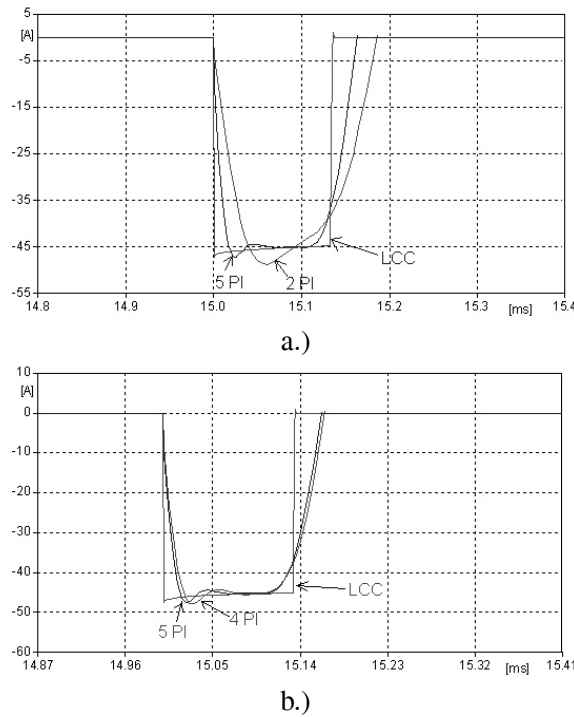 5
[A]
-5
-15
-25
-35
-45
-55
5 PI
2 PI
LCC
14.8
14.9
15.0
15.1
15.2
[ms]
15.3
15.4
a.)
10
[A]
0
-10
-20
-30
-40
-50
-60
5 PI
4 PI
LCC
14.87
14.96
15.05
15.14
15.23
15.32
[ms]
15.41
b.)